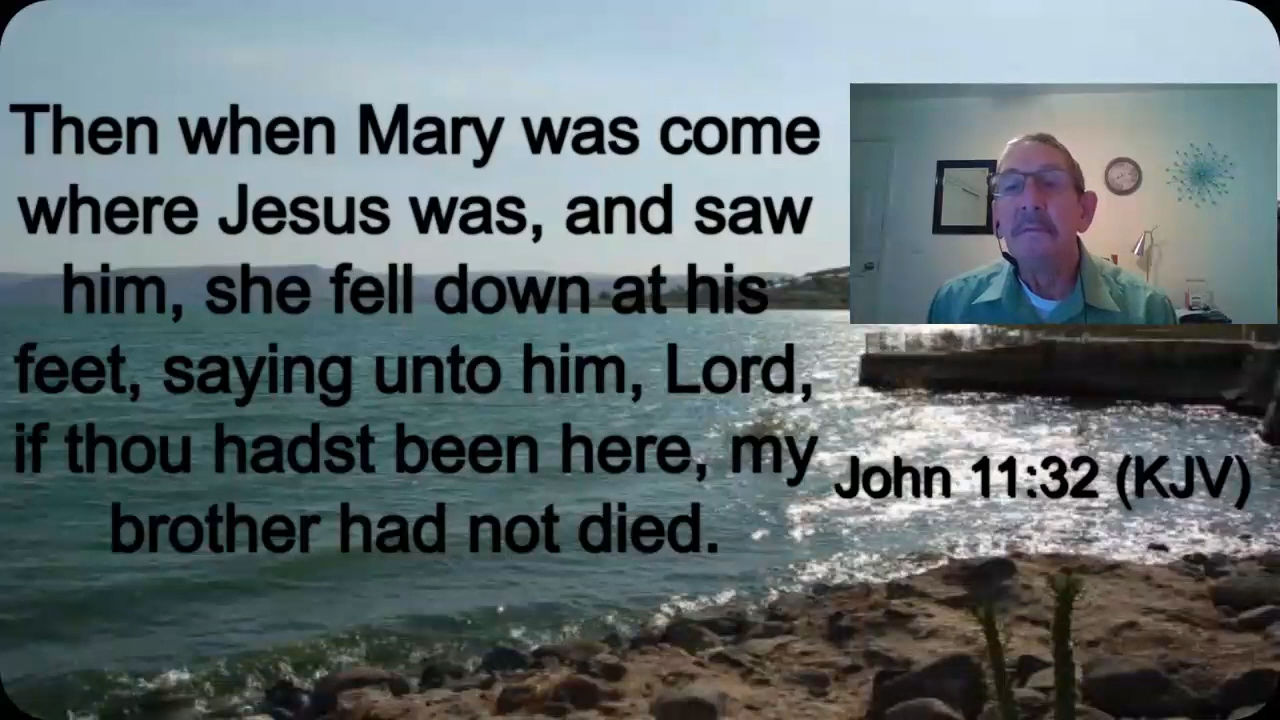 Then when Mary was come
where Jesus was, and saw
him, she fell down at his
feet, saying unto him, Lord,
if thou hadst been here, my
brother had not died.
John 11:32 (KJV)